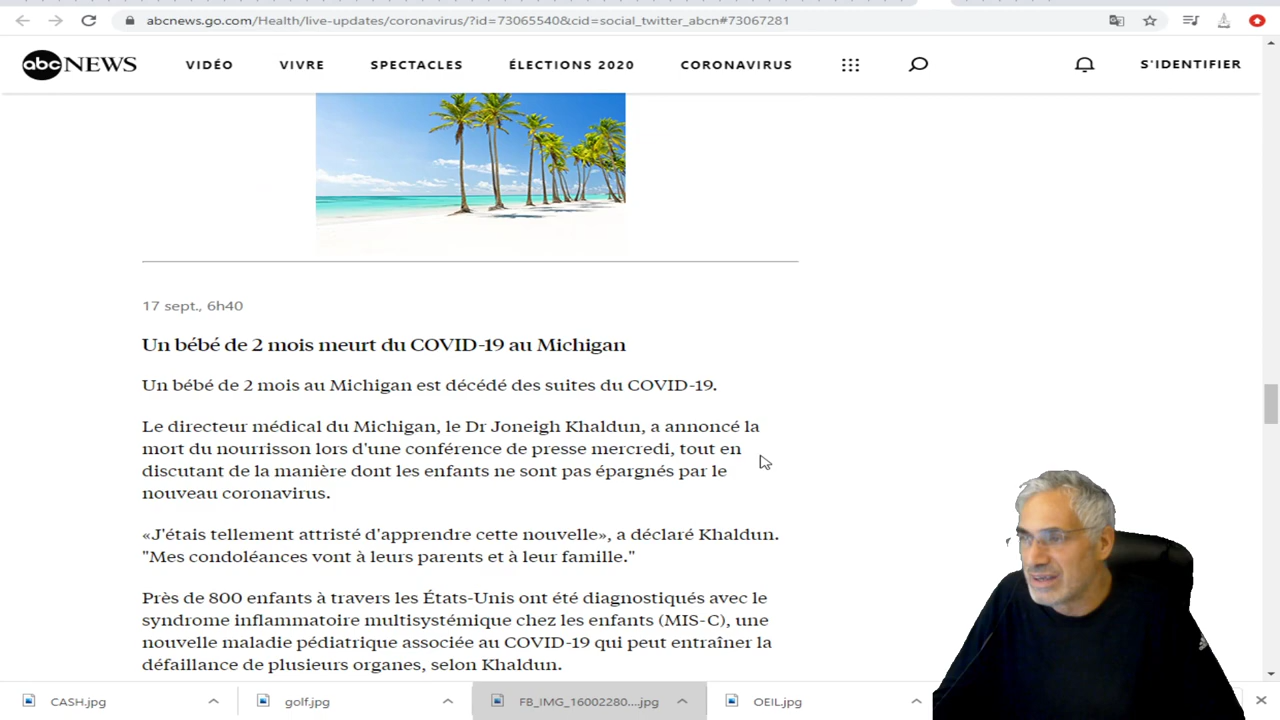 abcnews.go.com/Health/live-updates/coronavirus/?id=73065540&cid=social_twitter_abcn#73067281
abc NEWS VIDÉO VIVRE SPECTACLES ÉLECTIONS 2020 CORONAVIRUS S'IDENTIFIER
17 sept., 6h40
Un bébé de 2 mois meurt du COVID-19 au Michigan
Un bébé de 2 mois au Michigan est décédé des suites du COVID-19.
Le directeur médical du Michigan, le Dr Joneigh Khaldun, a annoncé la
mort du nourrisson lors d'une conférence de presse mercredi, tout en
discutant de la manière dont les enfants ne sont pas épargnés par le
nouveau coronavirus.
«J'étais tellement attristé d'apprendre cette nouvelle», a déclaré Khaldun.
"Mes condoléances vont à leurs parents et à leur famille."
Près de 800 enfants à travers les États-Unis ont été diagnostiqués avec le
syndrome inflammatoire multisystémique chez les enfants (MIS-C), une
nouvelle maladie pédiatrique associée au COVID-19 qui peut entraîner la
défaillance de plusieurs organes, selon Khaldun.
CASH.jpg golf.jpg FB_IMG_16002280....jpg OEIL.jpg